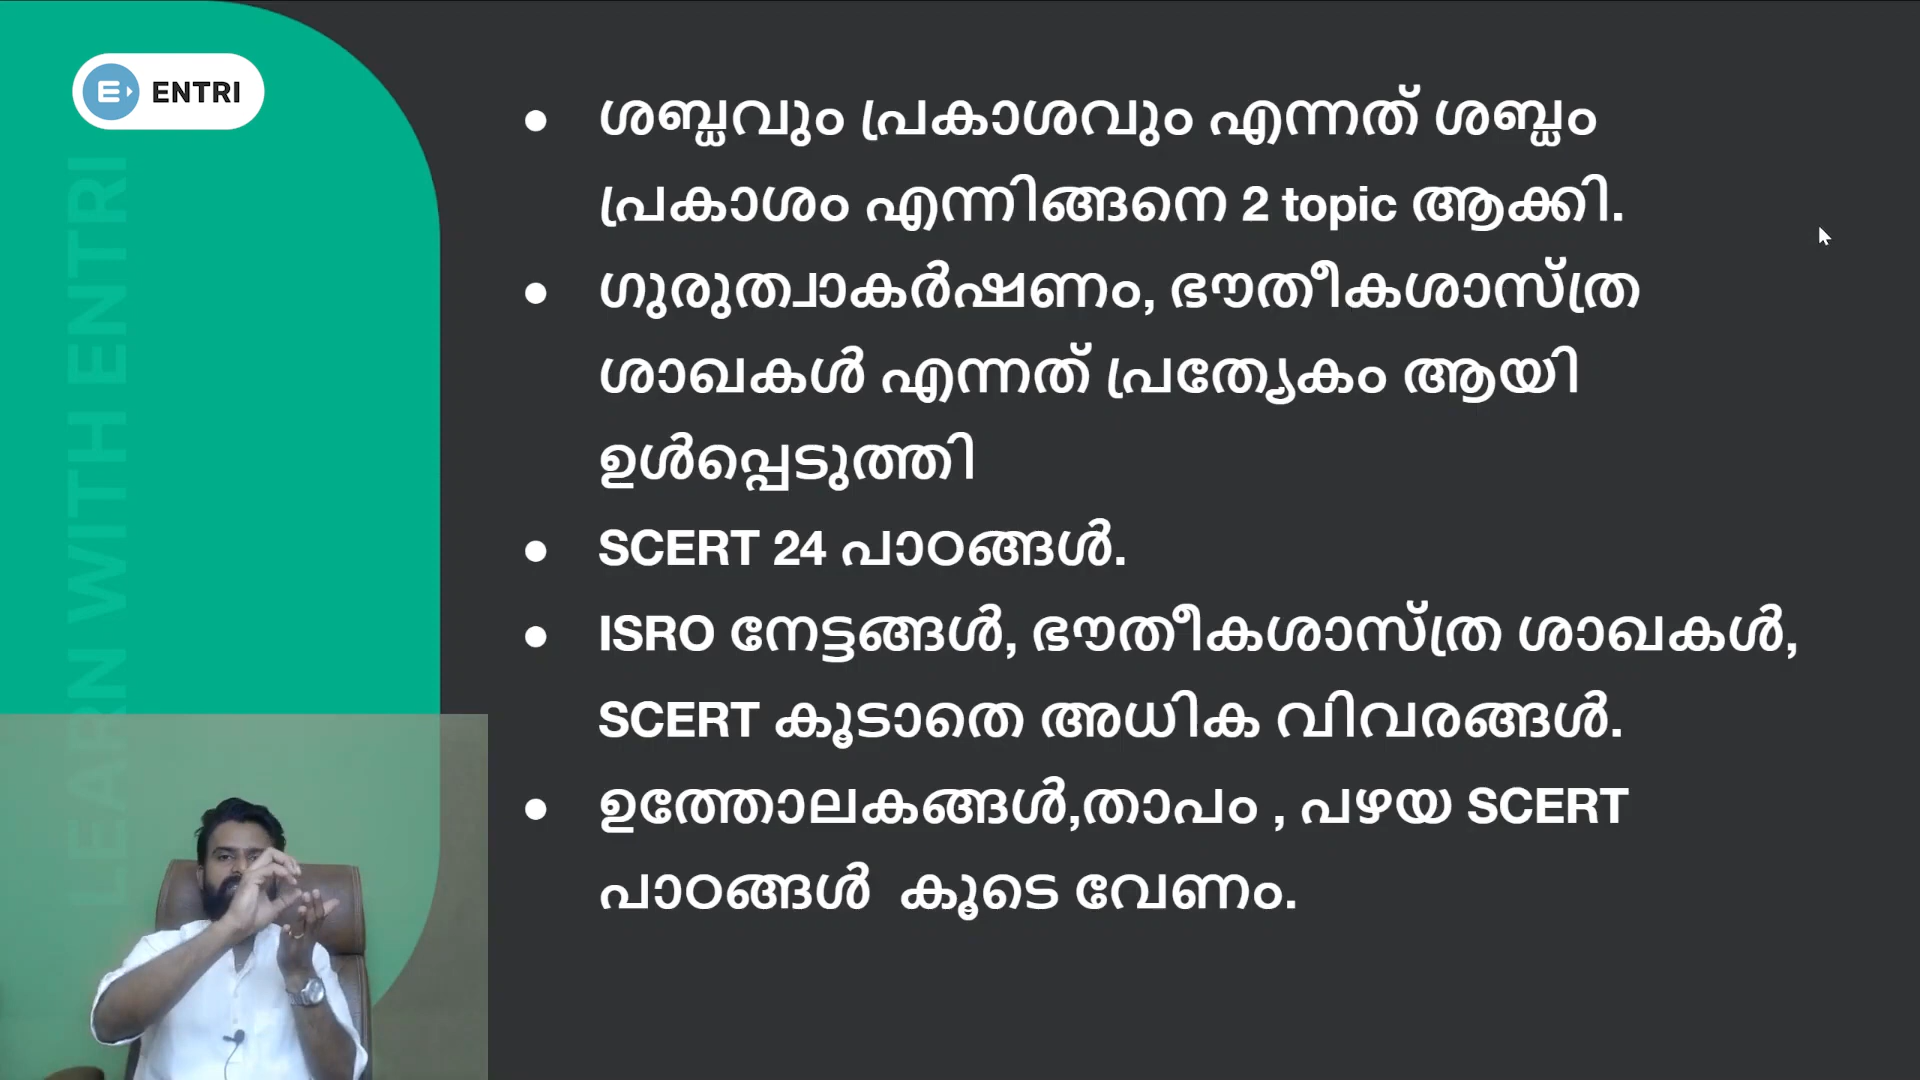 ENTRI
LEARN WITH ENTRI
ശബ്ദവും പ്രകാശവും എന്നത് ശബ്ദം
പ്രകാശം എന്നിങ്ങനെ 2 topic ആക്കി.
ഗുരുത്വാകർഷണം, ഭൗതീകശാസ്ത്ര
ശാഖകൾ എന്നത് പ്രത്യേകം ആയി
ഉൾപ്പെടുത്തി
SCERT 24 പാഠങ്ങൾ.
ISRO നേട്ടങ്ങൾ, ഭൗതീകശാസ്ത്ര ശാഖകൾ,
SCERT കൂടാതെ അധിക വിവരങ്ങൾ.
ഉത്തോലകങ്ങൾ,താപം , പഴയ SCERT
പാഠങ്ങൾ കൂടെ വേണം.